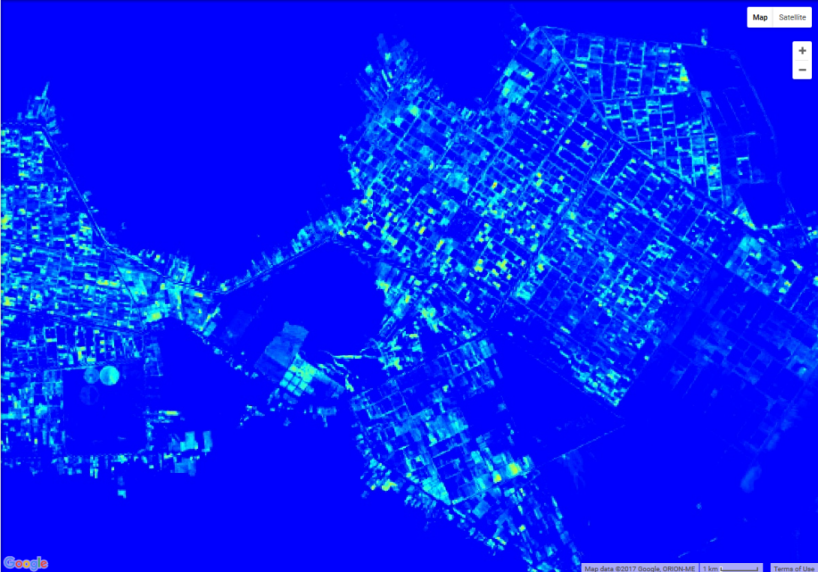 Map Satellite
+
−
Google
Map data ©2017 Google, ORION-ME 1 km Terms of Use